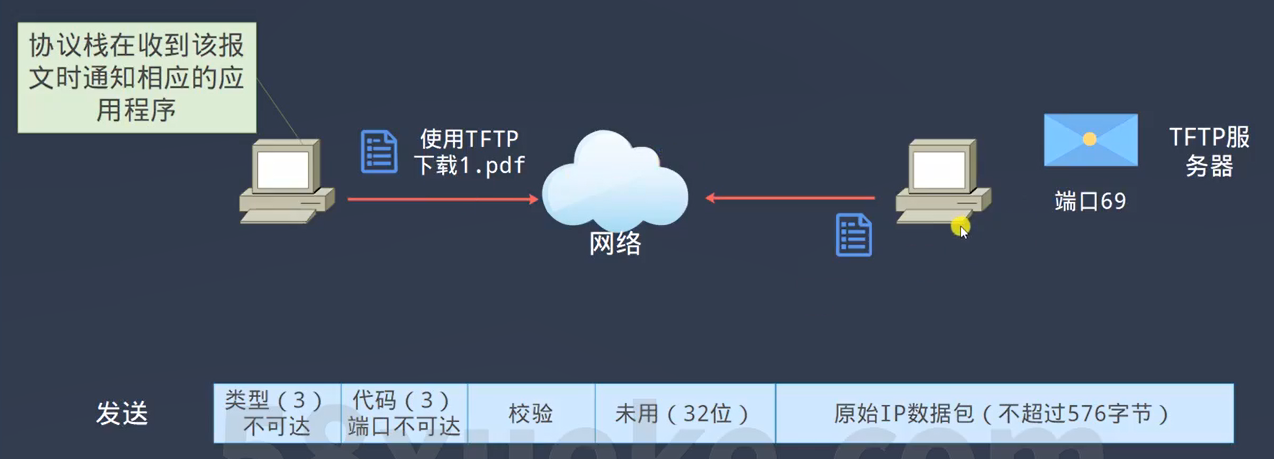 协议栈在收到该报
文时通知相应的应
用程序
使用TFTP
下载1.pdf
网络
TFTP服
务器
端口69
发送
类型（3）
不可达
代码（3）
端口不可达
校验
未用（32位）
原始IP数据包（不超过576字节）